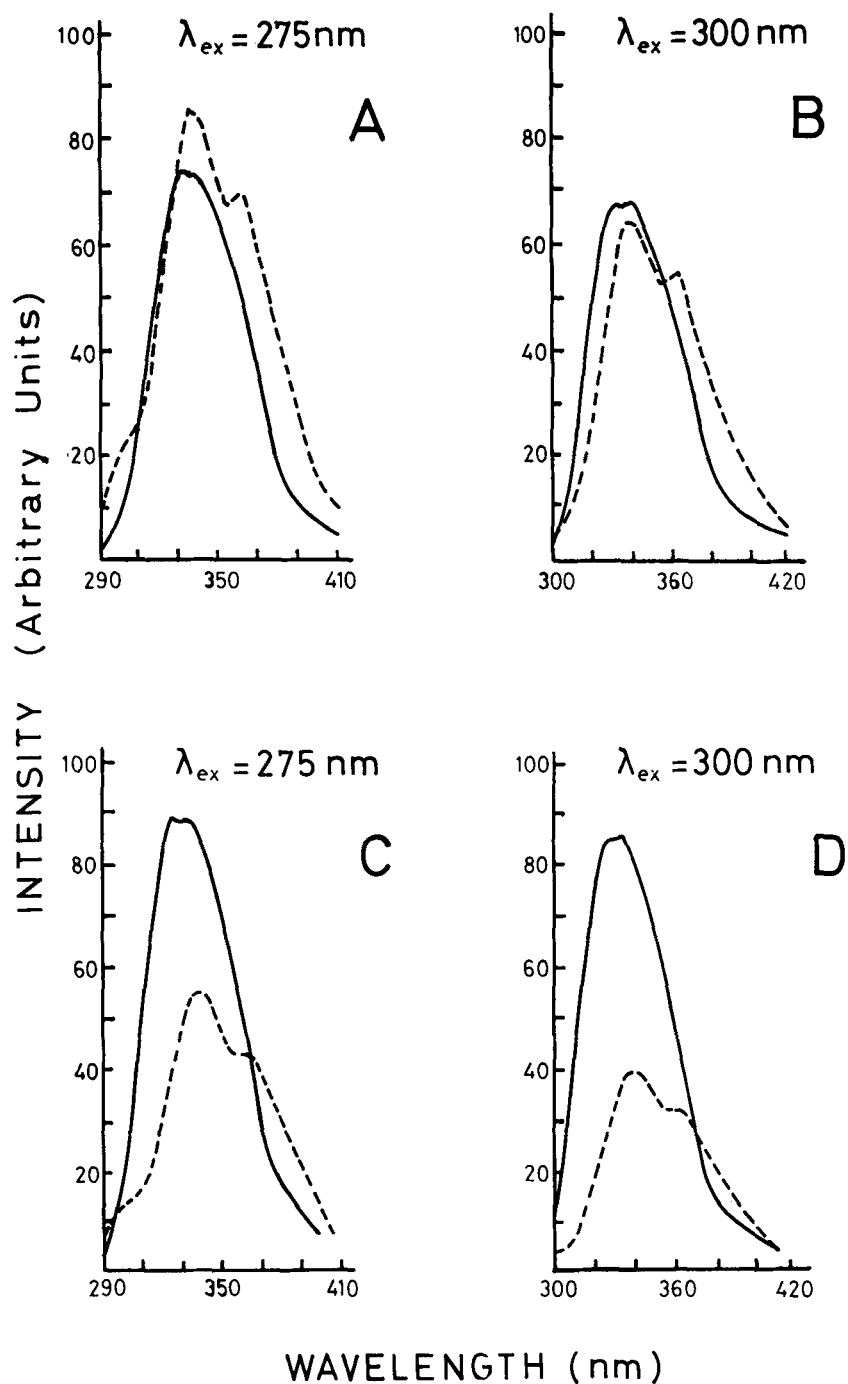 λex = 275nm
A
100
80
60
40
20
290 350 410
λex = 300nm
B
100
80
60
40
20
300 360 420
INTENSITY (Arbitrary Units)
λex = 275 nm
C
100
80
60
40
20
290 350 410
λex = 300 nm
D
100
80
60
40
20
300 360 420
WAVELENGTH (nm)